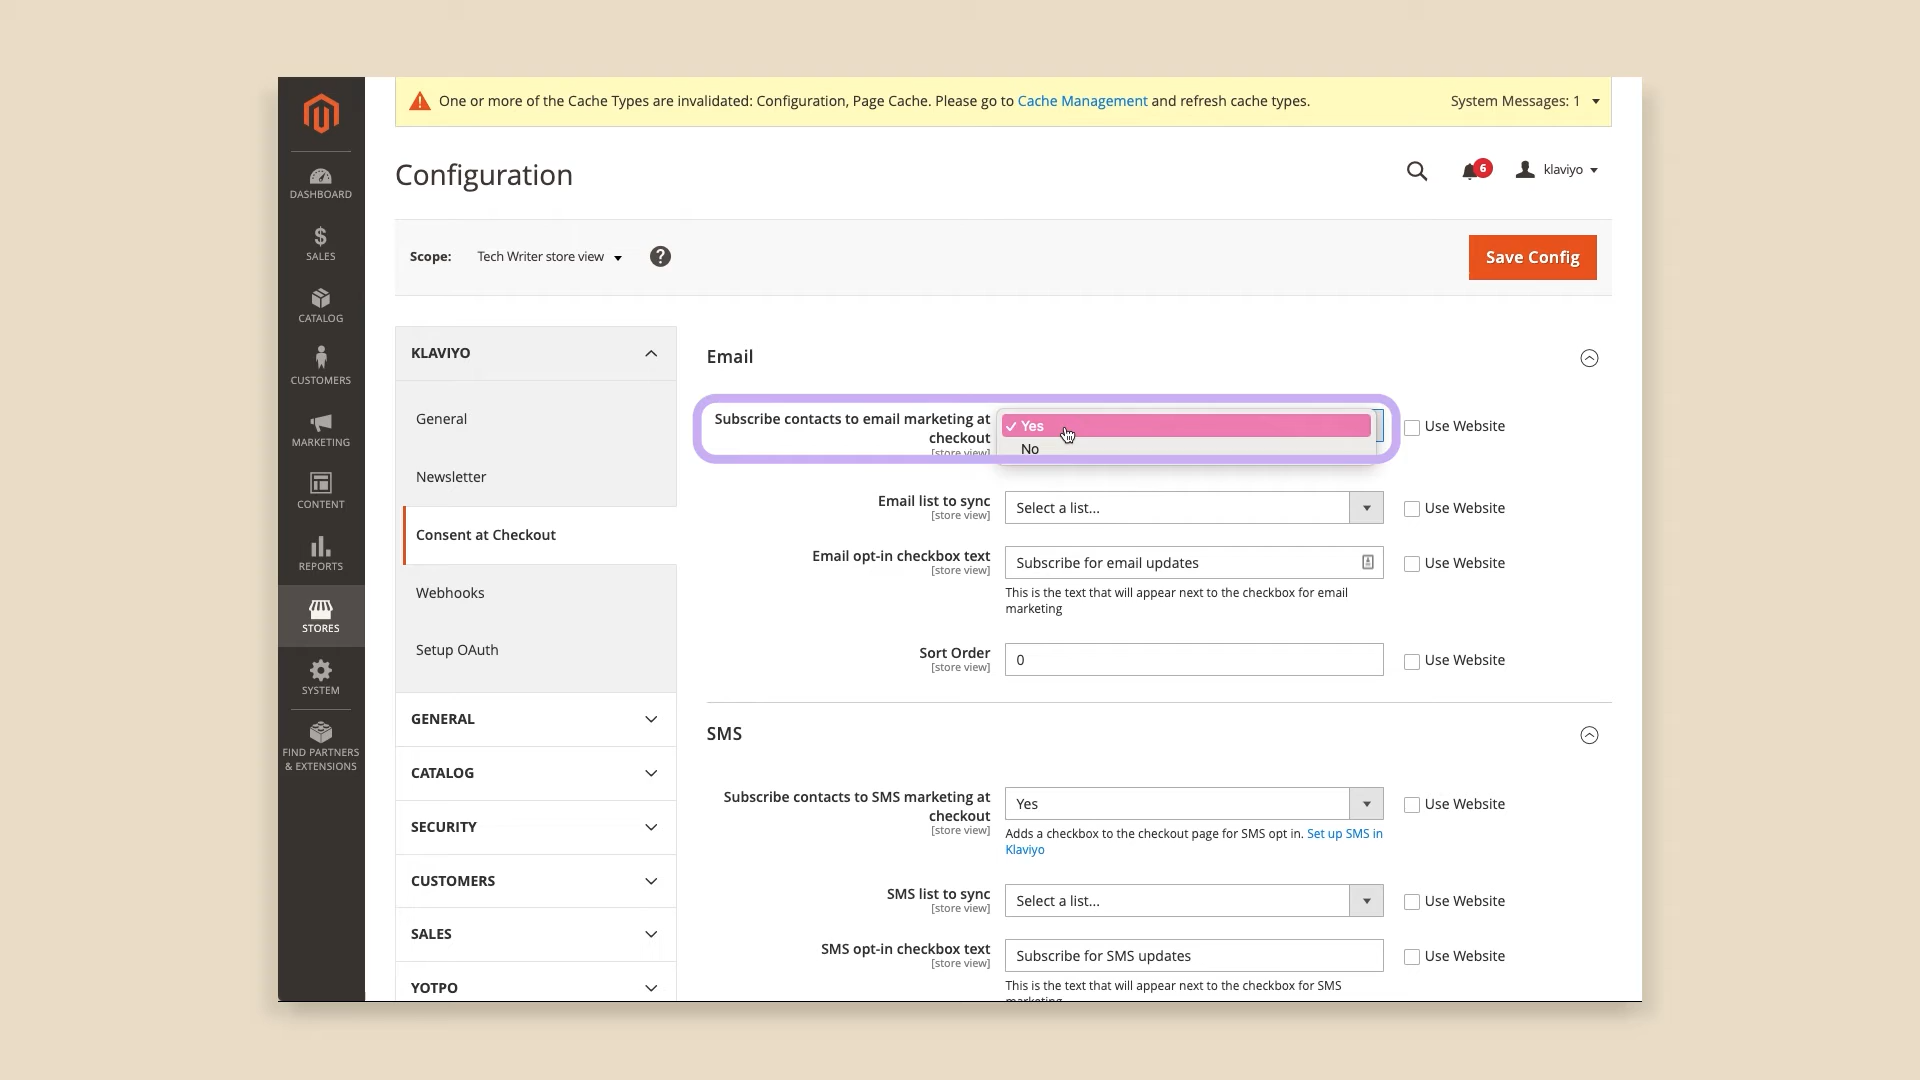 One or more of the Cache Types are invalidated: Configuration, Page Cache. Please go to Cache Management and refresh cache types.
System Messages: 1
Configuration
6
klaviyo
Scope:
Tech Writer store view
?
Save Config
DASHBOARD
SALES
CATALOG
CUSTOMERS
MARKETING
CONTENT
REPORTS
STORES
SYSTEM
FIND PARTNERS
& EXTENSIONS
KLAVIYO
General
Newsletter
Consent at Checkout
Webhooks
Setup OAuth
GENERAL
CATALOG
SECURITY
CUSTOMERS
SALES
YOTPO
Email
Subscribe contacts to email marketing at
checkout
[store view]
Yes
No
Use Website
Email list to sync
[store view]
Select a list...
Use Website
Email opt-in checkbox text
[store view]
Subscribe for email updates
Use Website
This is the text that will appear next to the checkbox for email
marketing
Sort Order
[store view]
0
Use Website
SMS
Subscribe contacts to SMS marketing at
checkout
[store view]
Yes
Use Website
Adds a checkbox to the checkout page for SMS opt in. Set up SMS in
Klaviyo
SMS list to sync
[store view]
Select a list...
Use Website
SMS opt-in checkbox text
[store view]
Subscribe for SMS updates
Use Website
This is the text that will appear next to the checkbox for SMS
marketing